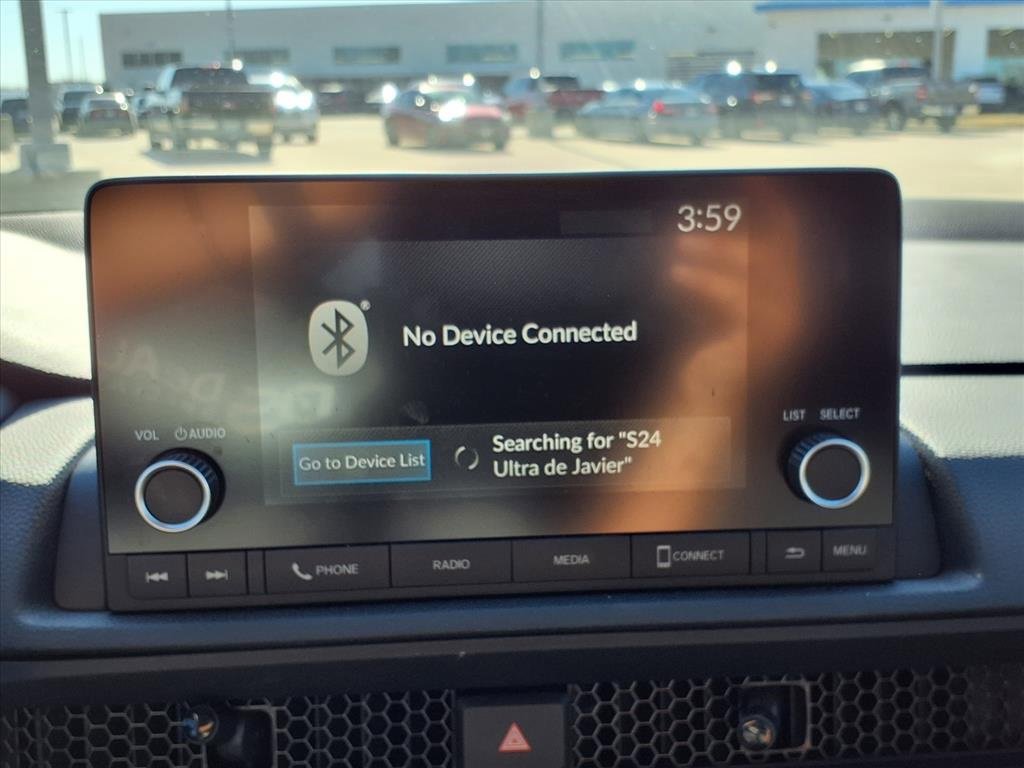 3:59
®
No Device Connected
Go to Device List
Searching for "S24
Ultra de Javier"
VOL AUDIO
LIST SELECT
PHONE
RADIO
MEDIA
CONNECT
MENU